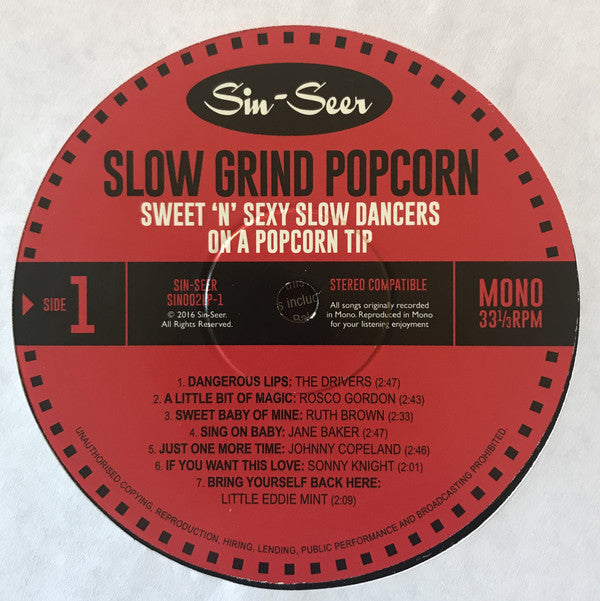 Sin-Seer
SLOW GRIND POPCORN
SWEET ‘N’ SEXY SLOW DANCERS
ON A POPCORN TIP
SIDE 1
SIN-SEER
SIN002LP-1
© 2016 Sin-Seer.
All Rights Reserved.
includ
STEREO COMPATIBLE
All songs originally recorded
in Mono. Reproduced in Mono
for your listening enjoyment
MONO
33⅓RPM
1. DANGEROUS LIPS: THE DRIVERS (2:47)
2. A LITTLE BIT OF MAGIC: ROSCO GORDON (2:43)
3. SWEET BABY OF MINE: RUTH BROWN (2:33)
4. SING ON BABY: JANE BAKER (2:47)
5. JUST ONE MORE TIME: JOHNNY COPELAND (2:46)
6. IF YOU WANT THIS LOVE: SONNY KNIGHT (2:01)
7. BRING YOURSELF BACK HERE:
LITTLE EDDIE MINT (2:09)
UNAUTHORISED COPYING, REPRODUCTION, HIRING, LENDING, PUBLIC PERFORMANCE AND BROADCASTING PROHIBITED.